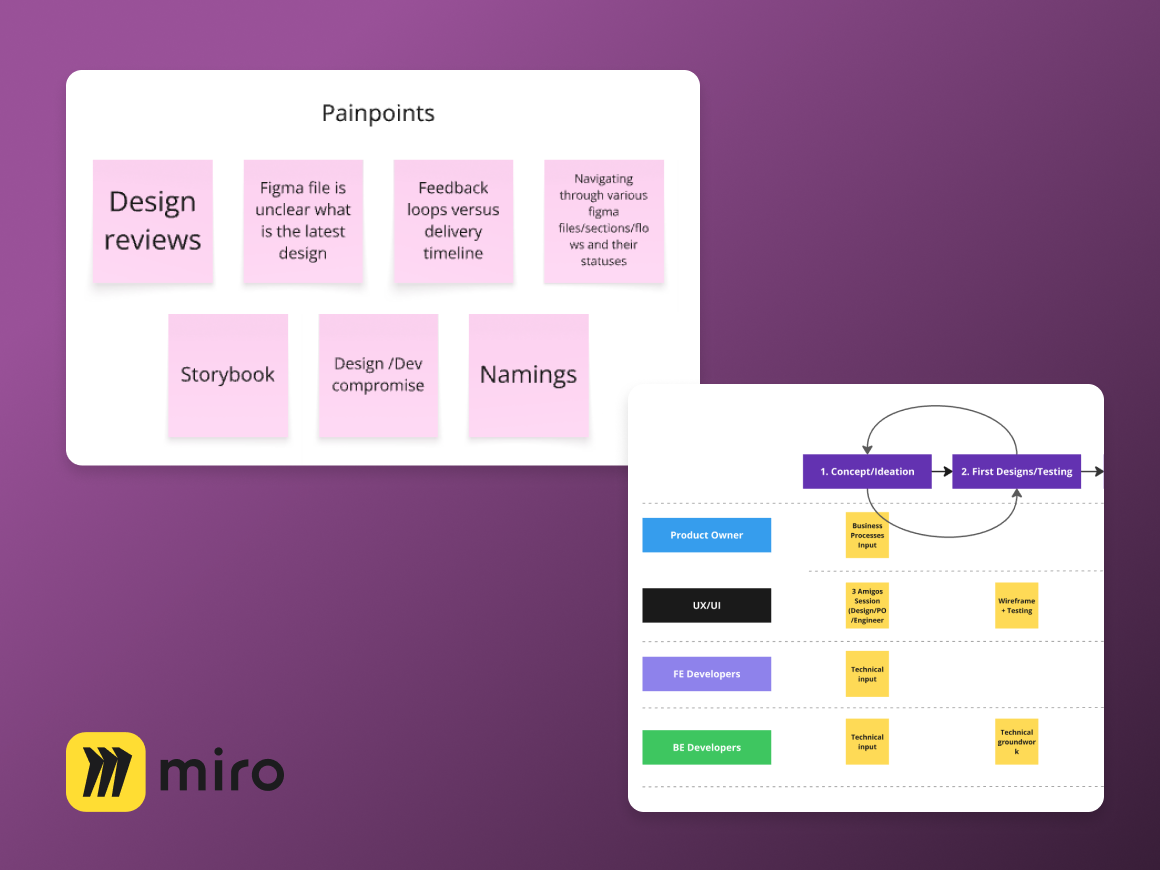 Painpoints
Design
reviews
Figma file is
unclear what
is the latest
design
Feedback
loops versus
delivery
timeline
Navigating
through various
figma
files/sections/flo
ws and their
statuses
Storybook
Design /Dev
compromise
Namings
1. Concept/Ideation
2. First Designs/Testing
Product Owner
Business
Processes
Input
UX/UI
3 Amigos
Session
(Design/PO
/Engineer
Wireframe
+ Testing
FE Developers
Technical
input
BE Developers
Technical
input
Technical
groundwor
k
miro